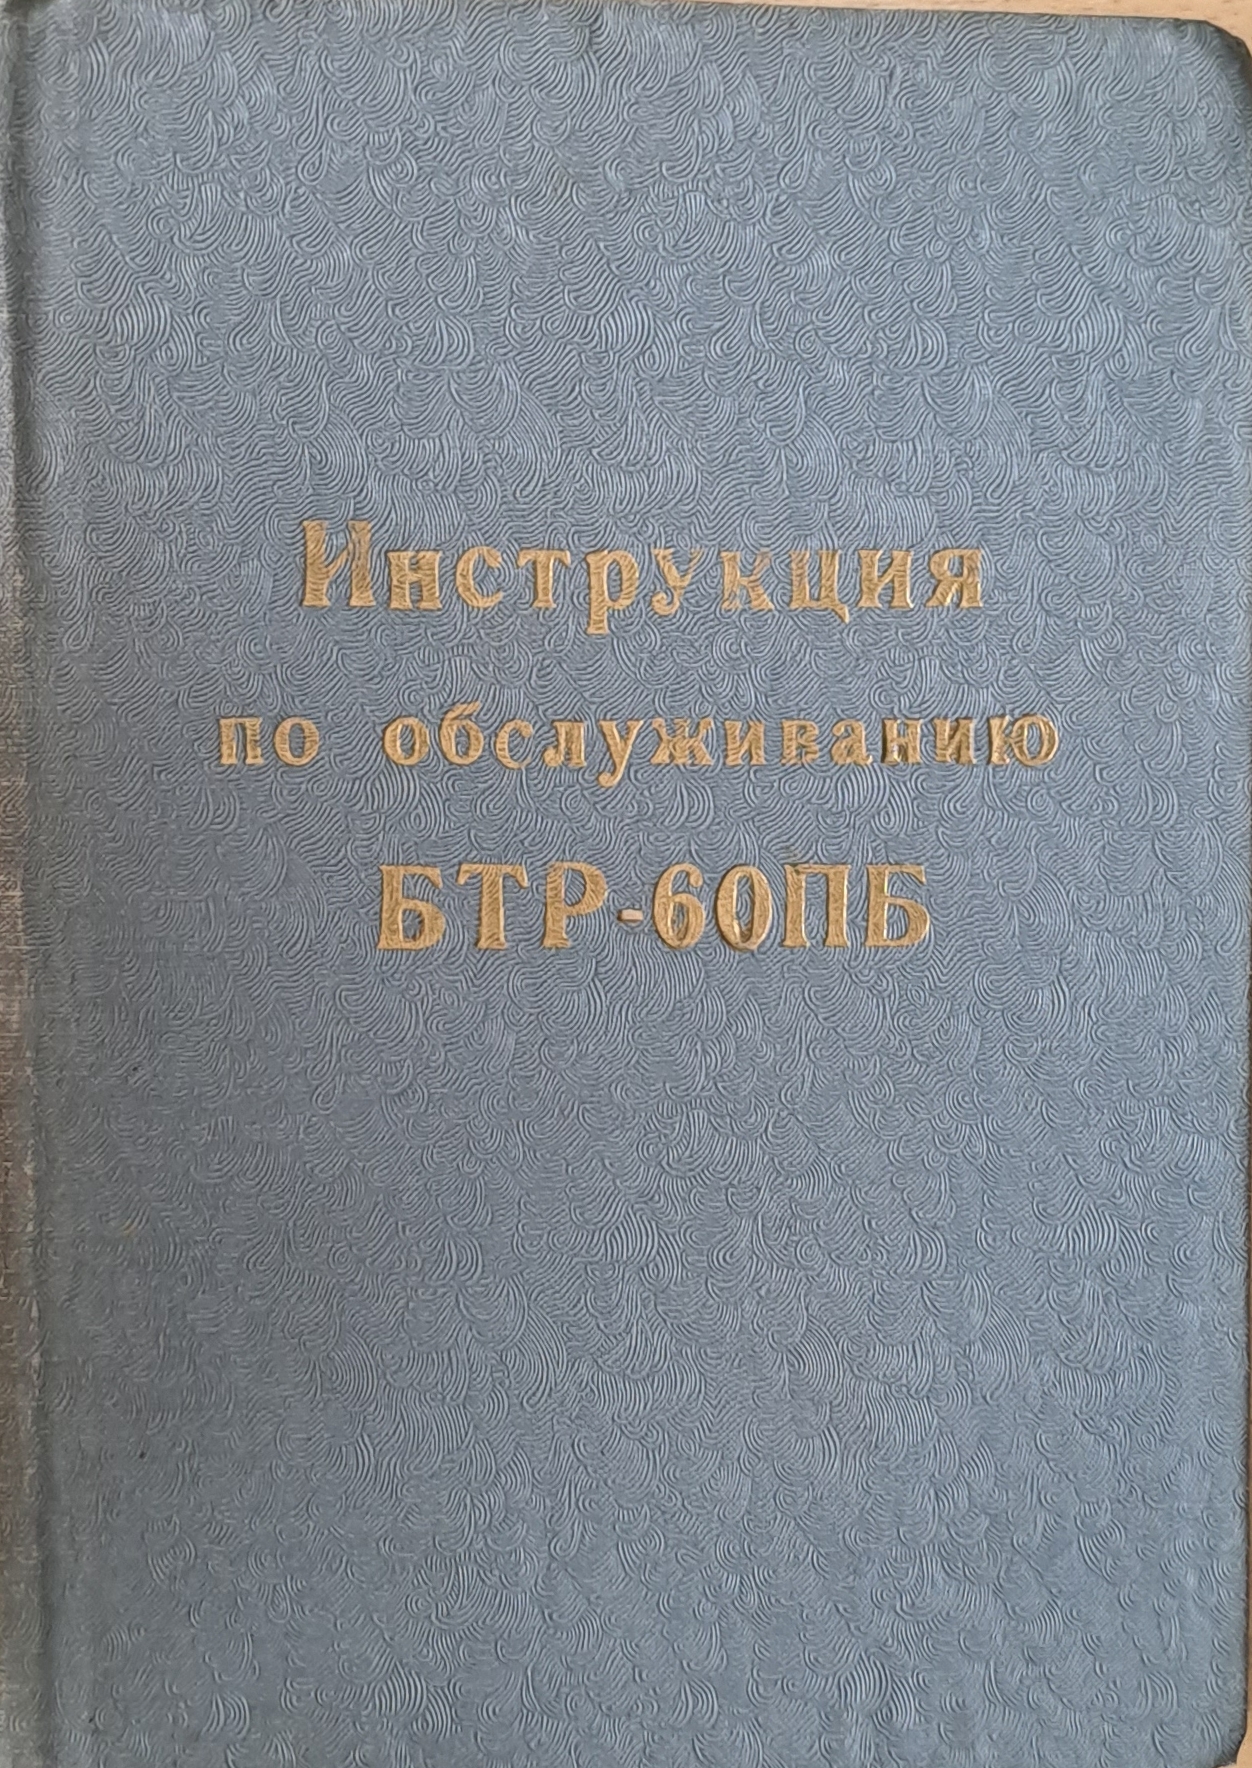 Инструкция
по обслуживанию
БТР-60ПБ